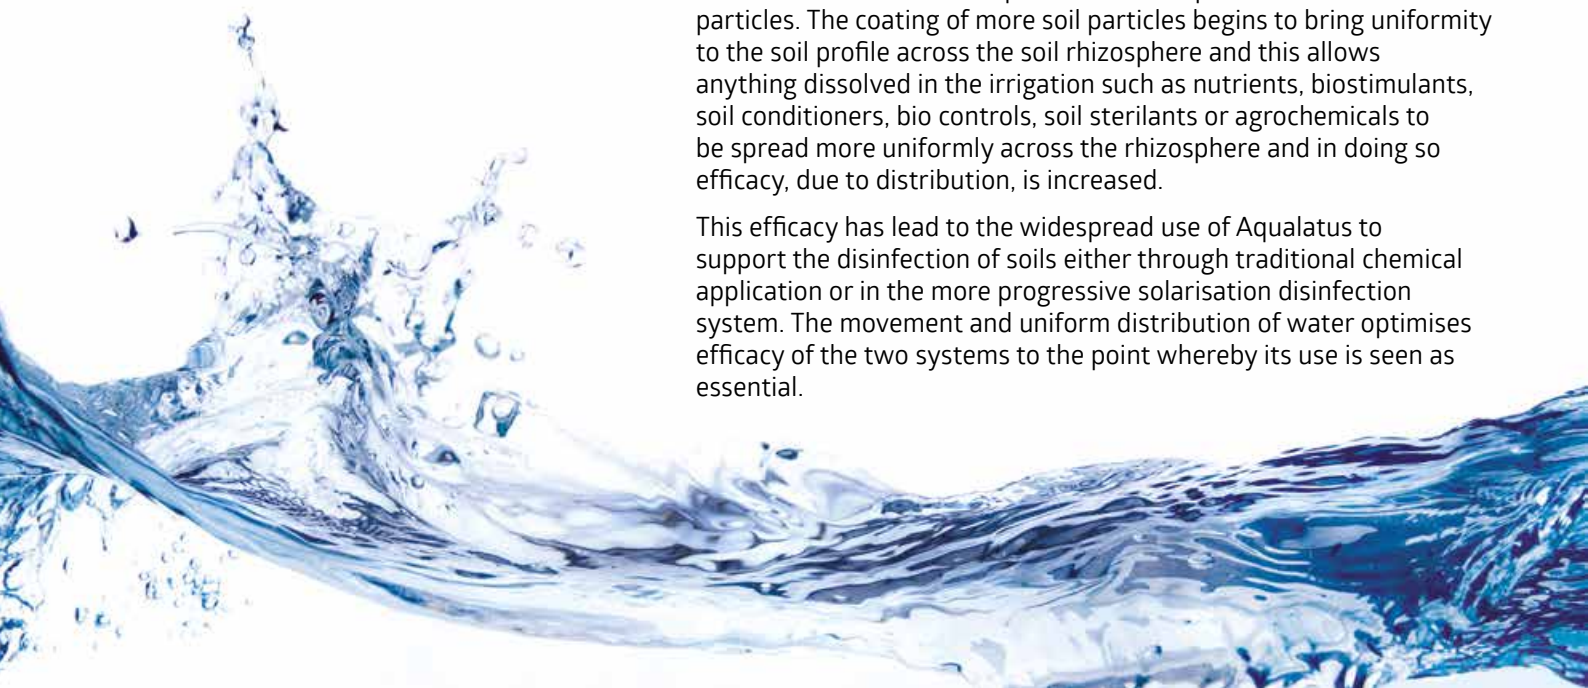 particles. The coating of more soil particles begins to bring uniformity
to the soil profile across the soil rhizosphere and this allows
anything dissolved in the irrigation such as nutrients, biostimulants,
soil conditioners, bio controls, soil sterilants or agrochemicals to
be spread more uniformly across the rhizosphere and in doing so
efficacy, due to distribution, is increased.
This efficacy has lead to the widespread use of Aqualatus to
support the disinfection of soils either through traditional chemical
application or in the more progressive solarisation disinfection
system. The movement and uniform distribution of water optimises
efficacy of the two systems to the point whereby its use is seen as
essential.